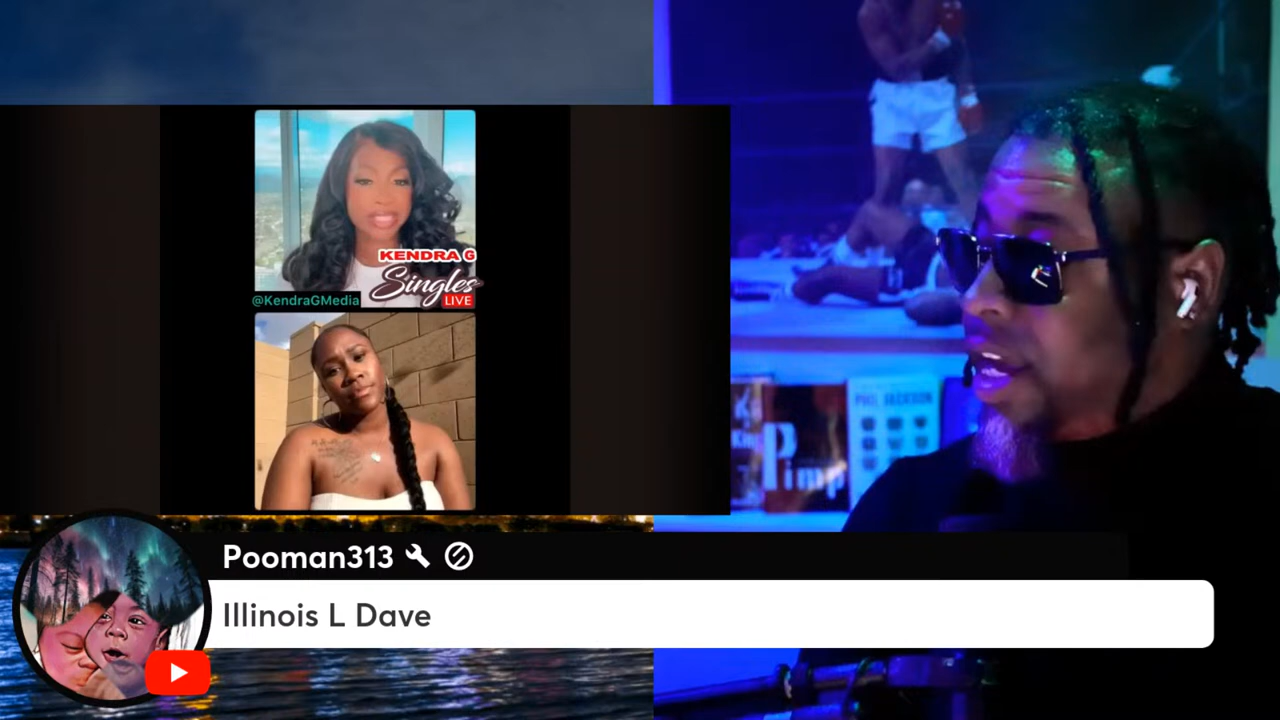 KENDRA G
Singles
LIVE
@KendraGMedia
PHIL JACKSON
Pimp
Pooman313
Illinois L Dave